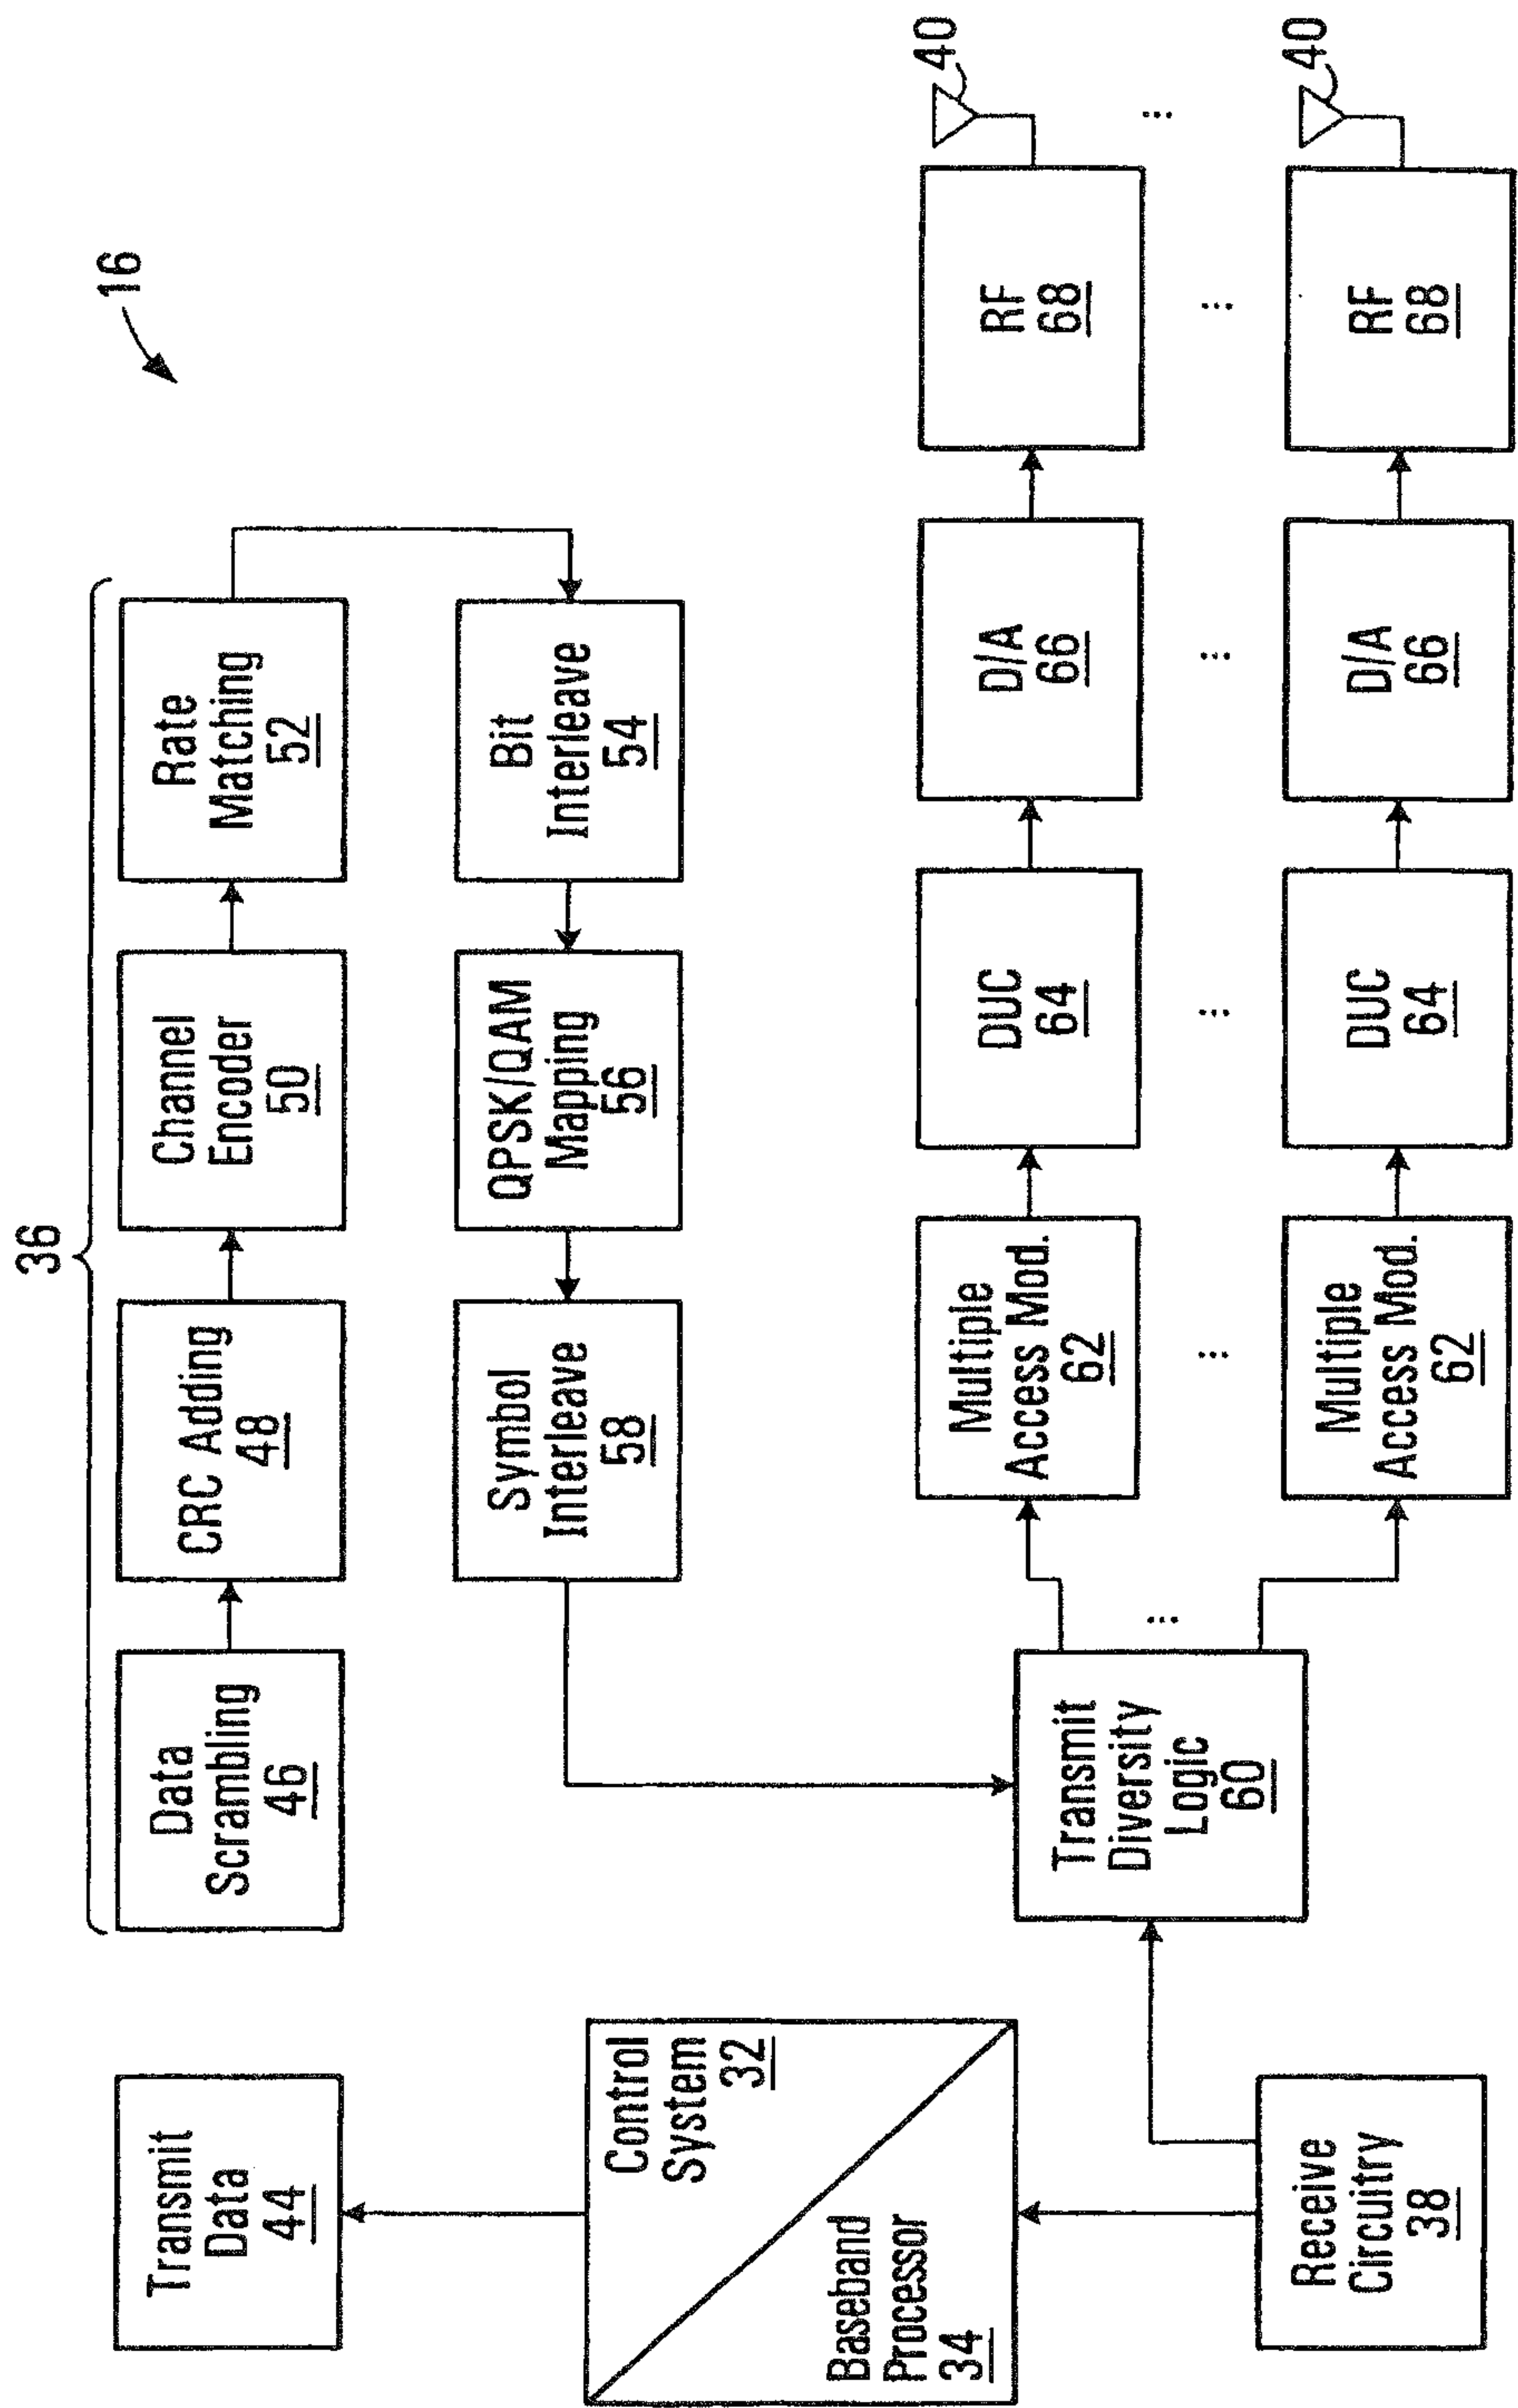 16
36
Transmit
Data
44
Data
Scrambling
46
CRC Adding
48
Channel
Encoder
50
Rate
Matching
52
Control
System
32
Baseband
Processor
34
Symbol
Interleave
58
QPSK/QAM
Mapping
56
Bit
Interleave
54
Receive
Circuitry
38
Transmit
Diversity
Logic
60
...
Multiple
Access Mod.
62
DUC
64
D/A
66
RF
68
40
...
...
...
...
...
Multiple
Access Mod.
62
DUC
64
D/A
66
RF
68
40